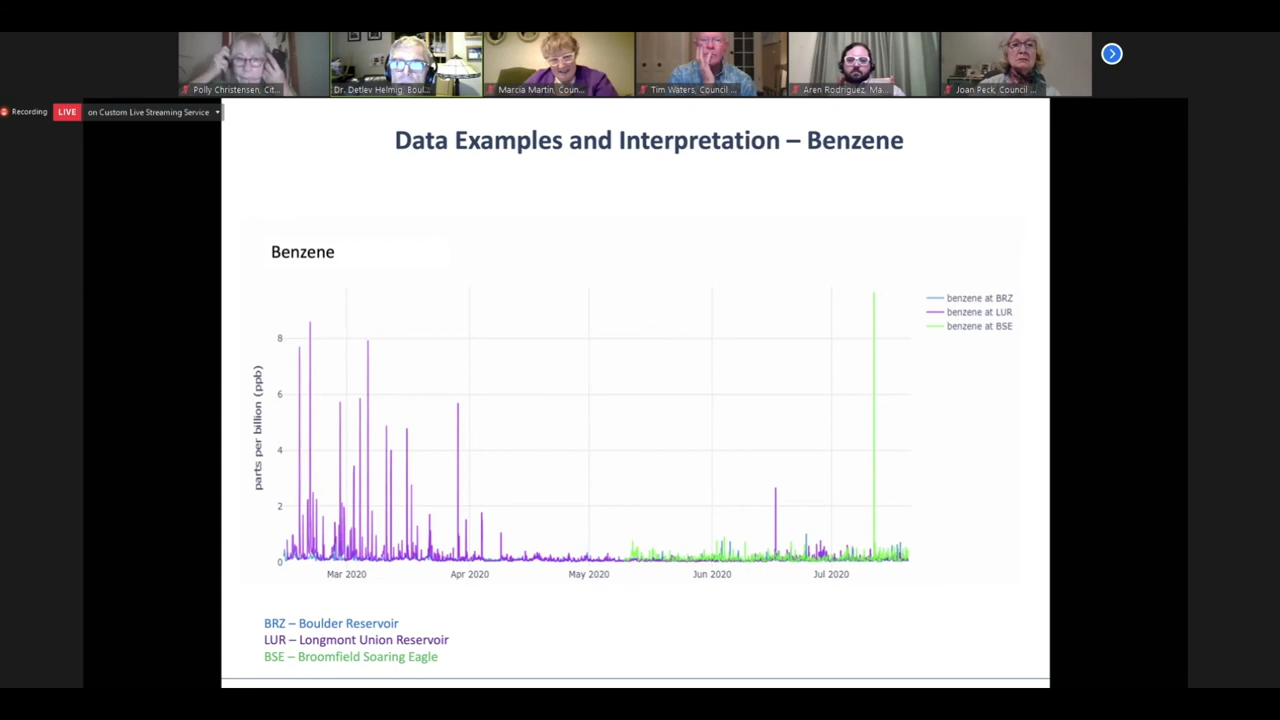 Polly Christensen, Cit...
Dr. Detlev Helmig, Boul...
Marcia Martin, Coun...
Tim Waters, Council ...
Aren Rodriguez, Ma...
Joan Peck, Council ...
Recording
LIVE
on Custom Live Streaming Service
Data Examples and Interpretation – Benzene
Benzene
benzene at BRZ
benzene at LUR
benzene at BSE
parts per billion (ppb)
8
6
4
2
0
Mar 2020
Apr 2020
May 2020
Jun 2020
Jul 2020
BRZ – Boulder Reservoir
LUR – Longmont Union Reservoir
BSE – Broomfield Soaring Eagle